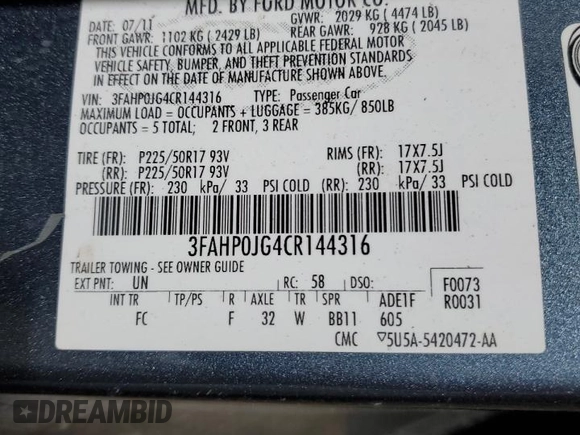 MFD. BY FORD MOTOR CO.
DATE: 07/11 GVWR: 2029 KG (4474 LB)
FRONT GAWR: 1102 KG (2429 LB) REAR GAWR: 928 KG (2045 LB)
THIS VEHICLE CONFORMS TO ALL APPLICABLE FEDERAL MOTOR
VEHICLE SAFETY, BUMPER, AND THEFT PREVENTION STANDARDS
IN EFFECT ON THE DATE OF MANUFACTURE SHOWN ABOVE.
VIN: 3FAHP0JG4CR144316 TYPE: Passenger Car
MAXIMUM LOAD = OCCUPANTS + LUGGAGE = 385KG/ 850LB
OCCUPANTS = 5 TOTAL; 2 FRONT, 3 REAR
TIRE (FR): P225/50R17 93V RIMS (FR): 17X7.5J
(RR): P225/50R17 93V (RR): 17X7.5J
PRESSURE (FR) : 230 kPa/ 33 PSI COLD (RR): 230 kPa/ 33 PSI COLD
3FAHP0JG4CR144316
TRAILER TOWING - SEE OWNER GUIDE
EXT PNT: UN RC: 58 DSO: F0073
INT TR TP/PS R AXLE TR SPR ADE1F R0031
FC F 32 W BB11 605
CMC ▽5U5A-5420472-AA
DREAMBID